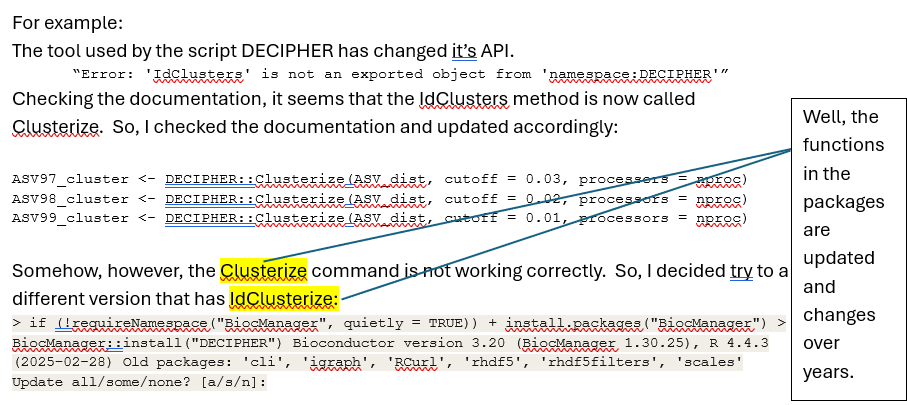 For example:
The tool used by the script DECIPHER has changed it’s API.
“Error: 'IdClusters' is not an exported object from 'namespace:DECIPHER'”
Checking the documentation, it seems that the IdClusters method is now called
Clusterize. So, I checked the documentation and updated accordingly:
ASV97_cluster <- DECIPHER::Clusterize(ASV_dist, cutoff = 0.03, processors = nproc)
ASV98_cluster <- DECIPHER::Clusterize(ASV_dist, cutoff = 0.02, processors = nproc)
ASV99_cluster <- DECIPHER::Clusterize(ASV_dist, cutoff = 0.01, processors = nproc)
Somehow, however, the Clusterize command is not working correctly. So, I decided try to a
different version that has IdClusterize:
> if (!requireNamespace("BiocManager", quietly = TRUE)) + install.packages("BiocManager") >
BiocManager::install("DECIPHER") Bioconductor version 3.20 (BiocManager 1.30.25), R 4.4.3
(2025-02-28) Old packages: 'cli', 'igraph', 'RCurl', 'rhdf5', 'rhdf5filters', 'scales'
Update all/some/none? [a/s/n]:
Well, the
functions
in the
packages
are
updated
and
changes
over
years.